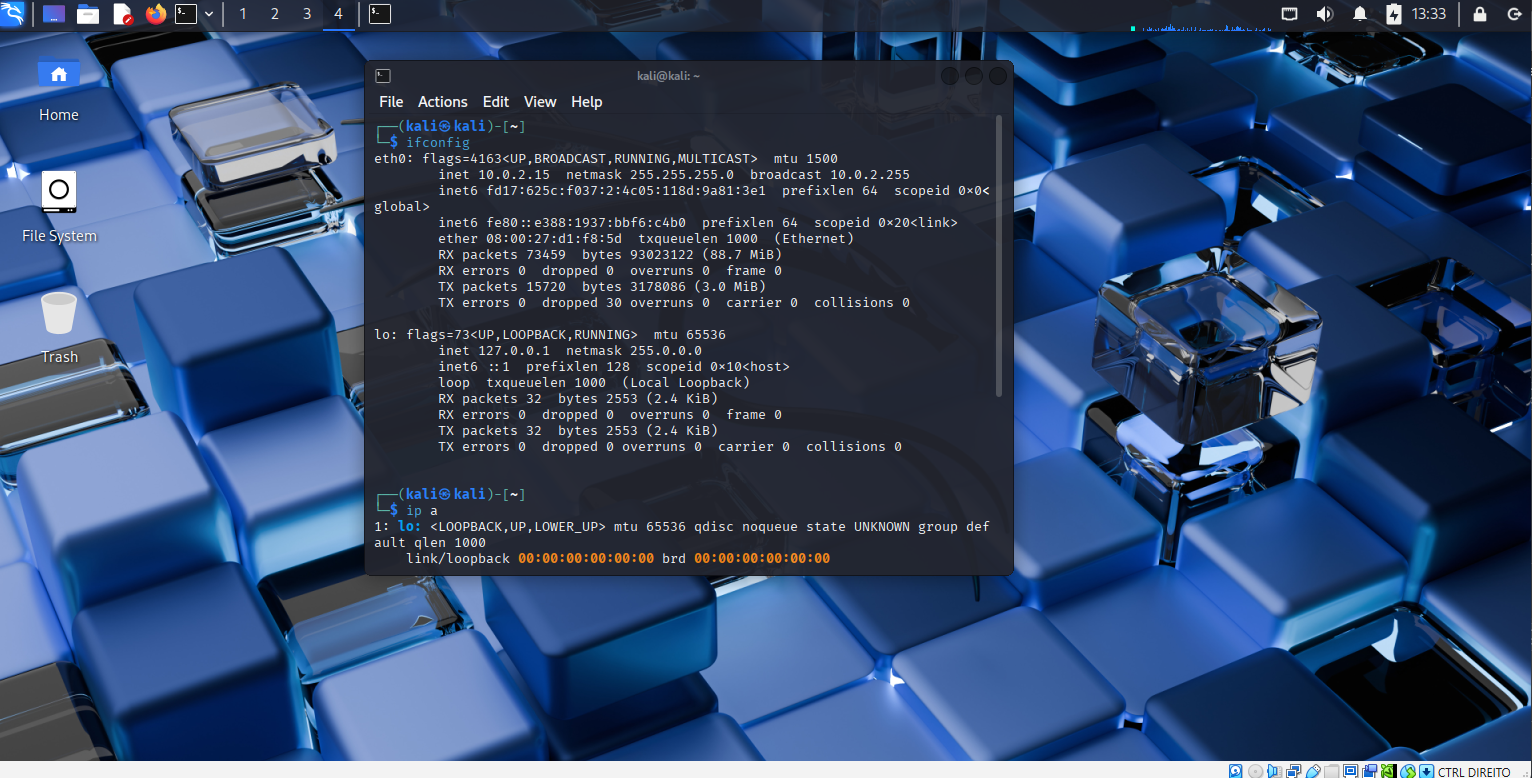 1 2 3 4
13:33
Home
File System
Trash
kali@kali: ~
File Actions Edit View Help
┌──(kali㉿kali)-[~]
└─$ ifconfig
eth0: flags=4163<UP,BROADCAST,RUNNING,MULTICAST>  mtu 1500
        inet 10.0.2.15  netmask 255.255.255.0  broadcast 10.0.2.255
        inet6 fd17:625c:f037:2:4c05:118d:9a81:3e1  prefixlen 64  scopeid 0x0<
global>
        inet6 fe80::e388:1937:bbf6:c4b0  prefixlen 64  scopeid 0x20<link>
        ether 08:00:27:d1:f8:5d  txqueuelen 1000  (Ethernet)
        RX packets 73459  bytes 93023122 (88.7 MiB)
        RX errors 0  dropped 0  overruns 0  frame 0
        TX packets 15720  bytes 3178086 (3.0 MiB)
        TX errors 0  dropped 30 overruns 0  carrier 0  collisions 0
lo: flags=73<UP,LOOPBACK,RUNNING>  mtu 65536
        inet 127.0.0.1  netmask 255.0.0.0
        inet6 ::1  prefixlen 128  scopeid 0x10<host>
        loop  txqueuelen 1000  (Local Loopback)
        RX packets 32  bytes 2553 (2.4 KiB)
        RX errors 0  dropped 0  overruns 0  frame 0
        TX packets 32  bytes 2553 (2.4 KiB)
        TX errors 0  dropped 0 overruns 0  carrier 0  collisions 0
┌──(kali㉿kali)-[~]
└─$ ip a
1: lo: <LOOPBACK,UP,LOWER_UP> mtu 65536 qdisc noqueue state UNKNOWN group def
ault qlen 1000
    link/loopback 00:00:00:00:00:00 brd 00:00:00:00:00:00
CTRL DIREITO